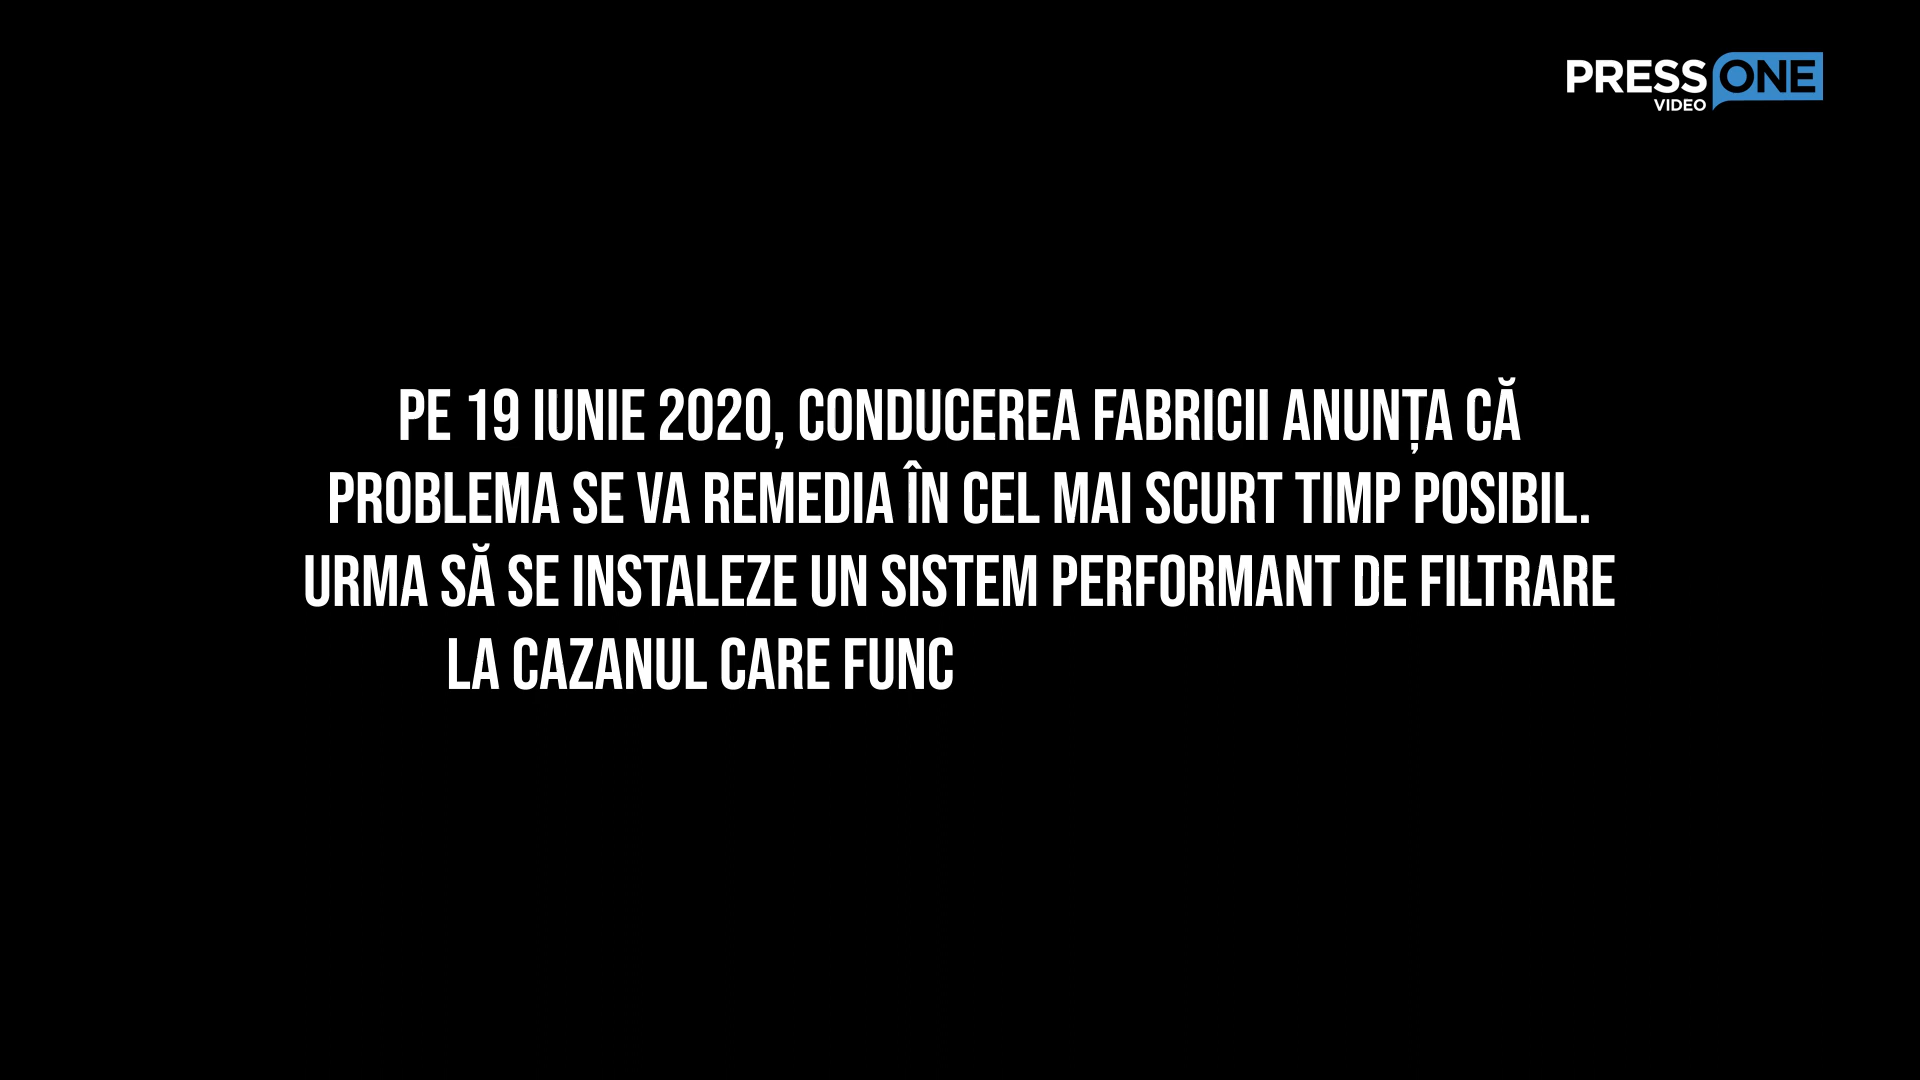 PRESS ONE
VIDEO
PE 19 IUNIE 2020, CONDUCEREA FABRICII ANUNȚA CĂ
PROBLEMA SE VA REMEDIA ÎN CEL MAI SCURT TIMP POSIBIL.
URMA SĂ SE INSTALEZE UN SISTEM PERFORMANT DE FILTRARE
LA CAZANUL CARE FUNC